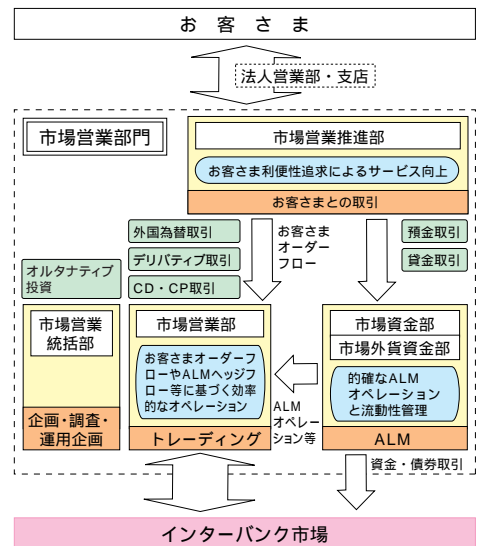 お客さま
法人営業部・支店
市場営業部門
市場営業推進部
お客さま利便性追求によるサービス向上
お客さまとの取引
外国為替取引
デリバティブ取引
CD・CP取引
お客さま
オーダー
フロー
預金取引
貸金取引
オルタナティブ
投資
市場営業
統括部
企画・調査・
運用企画
市場営業部
お客さまオーダーフ
ローやALMヘッジフ
ロー等に基づく効率
的なオペレーション
トレーディング
ALM
オペレー
ション等
市場資金部
市場外貨資金部
的確なALM
オペレーション
と流動性管理
ALM
資金・債券取引
インターバンク市場